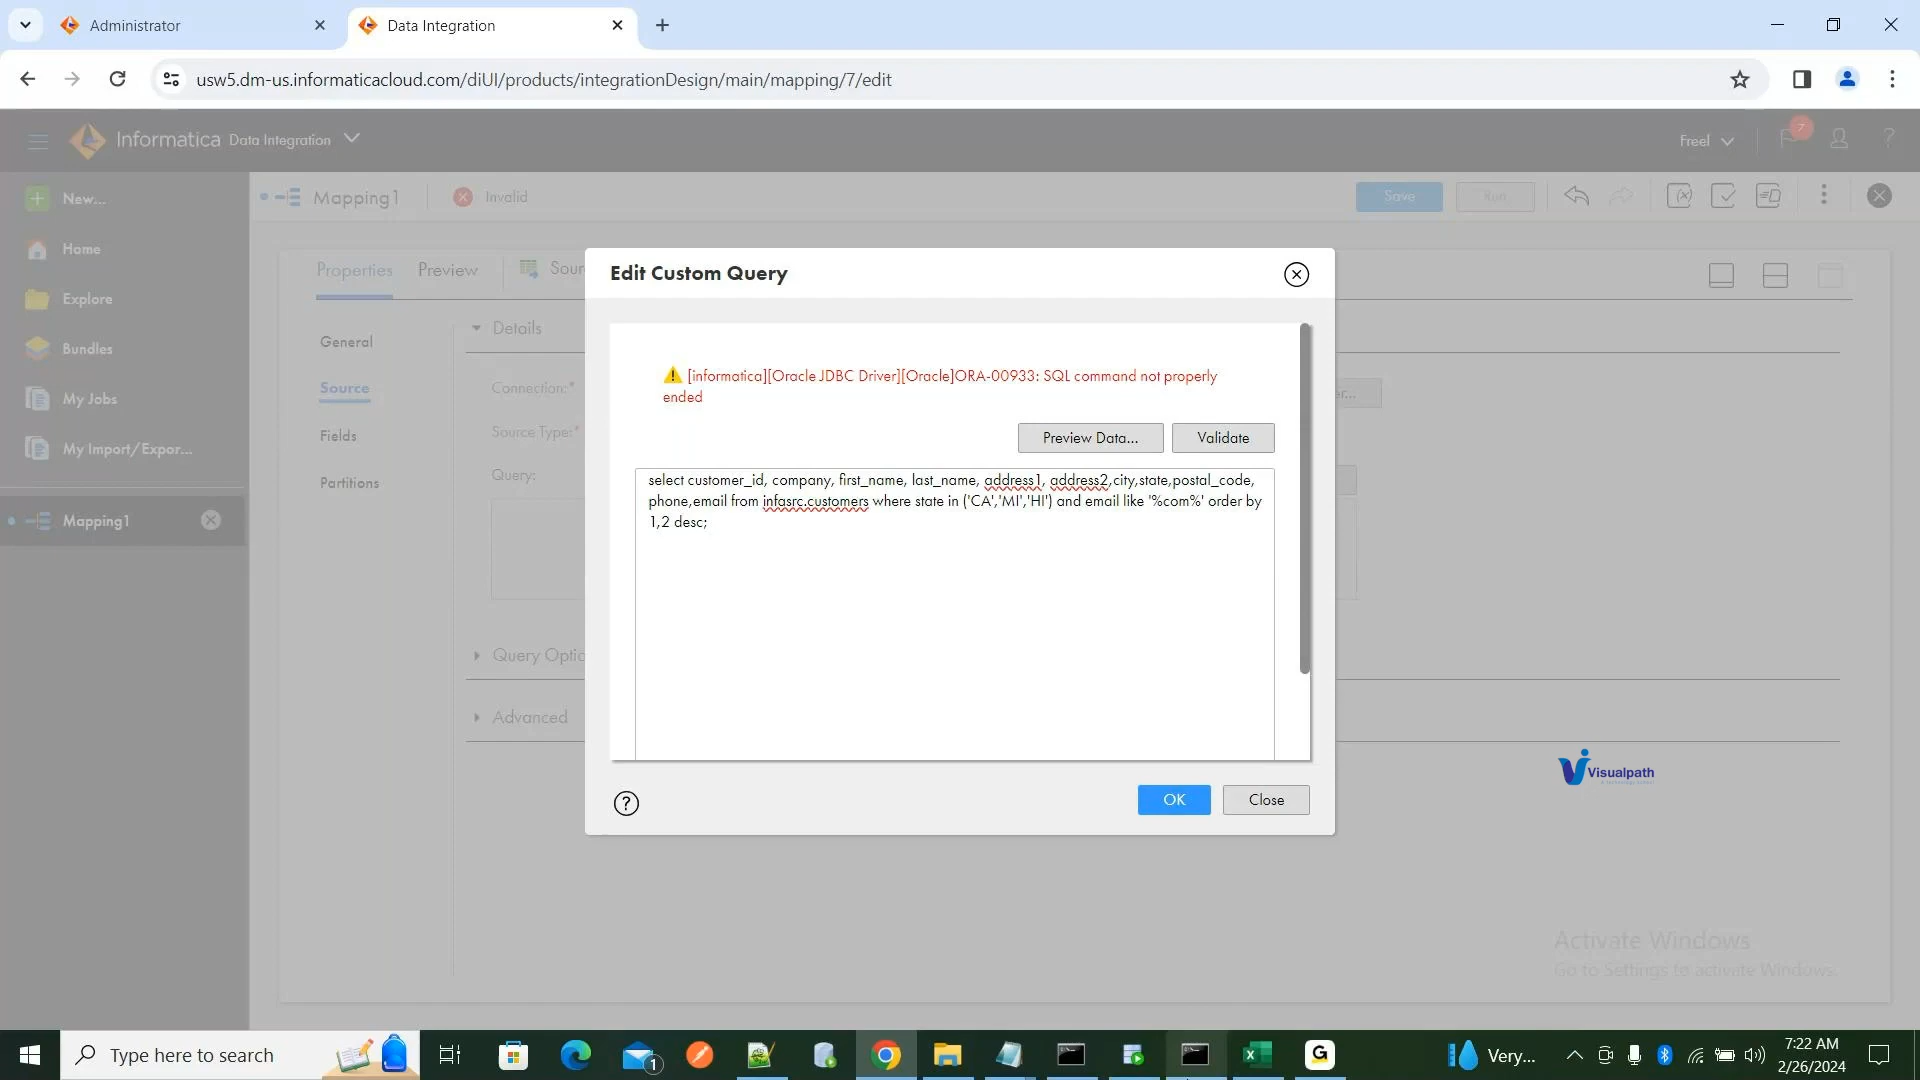 Administrator
Data Integration
usw5.dm-us.informaticacloud.com/diUI/products/integrationDesign/main/mapping/7/edit
Informatica Data Integration
Freel
7
New...
Mapping1
Invalid
Save
Run
Home
Explore
Bundles
My Jobs
My Import/Expor...
Mapping1
Properties
Preview
Sour
General
Source
Fields
Partitions
Details
Connection:*
Source Type:*
Query:
Query Optio
Advanced
Edit Custom Query
[informatica][Oracle JDBC Driver][Oracle]ORA-00933: SQL command not properly
ended
Preview Data...
Validate
select customer_id, company, first_name, last_name, address1, address2,city,state,postal_code,
phone,email from infasrc.customers where state in ('CA','MI','HI') and email like '%com%' order by
1,2 desc;
OK
Close
Visualpath
Activate Windows
Go to Settings to activate Windows.
Type here to search
1
Very...
7:22 AM
2/26/2024